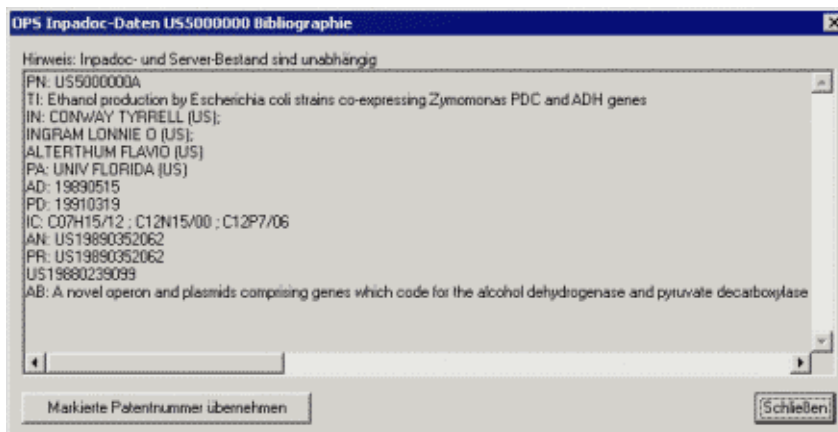 OPS Inpadoc-Daten US5000000 Bibliographie
Hinweis: Inpadoc- und Server-Bestand sind unabhängig
PN: US5000000A
TI: Ethanol production by Escherichia coli strains co-expressing Zymomonas PDC and ADH genes
IN: CONWAY TYRRELL (US);
INGRAM LONNIE O (US);
ALTERTHUM FLAVIO (US)
PA: UNIV FLORIDA (US)
AD: 19890515
PD: 19910319
IC: C07H15/12 ; C12N15/00 ; C12P7/06
AN: US19890352062
PR: US19890352062
US19880239099
AB: A novel operon and plasmids comprising genes which code for the alcohol dehydrogenase and pyruvate decarboxylase
Markierte Patentnummer übernehmen
Schließen